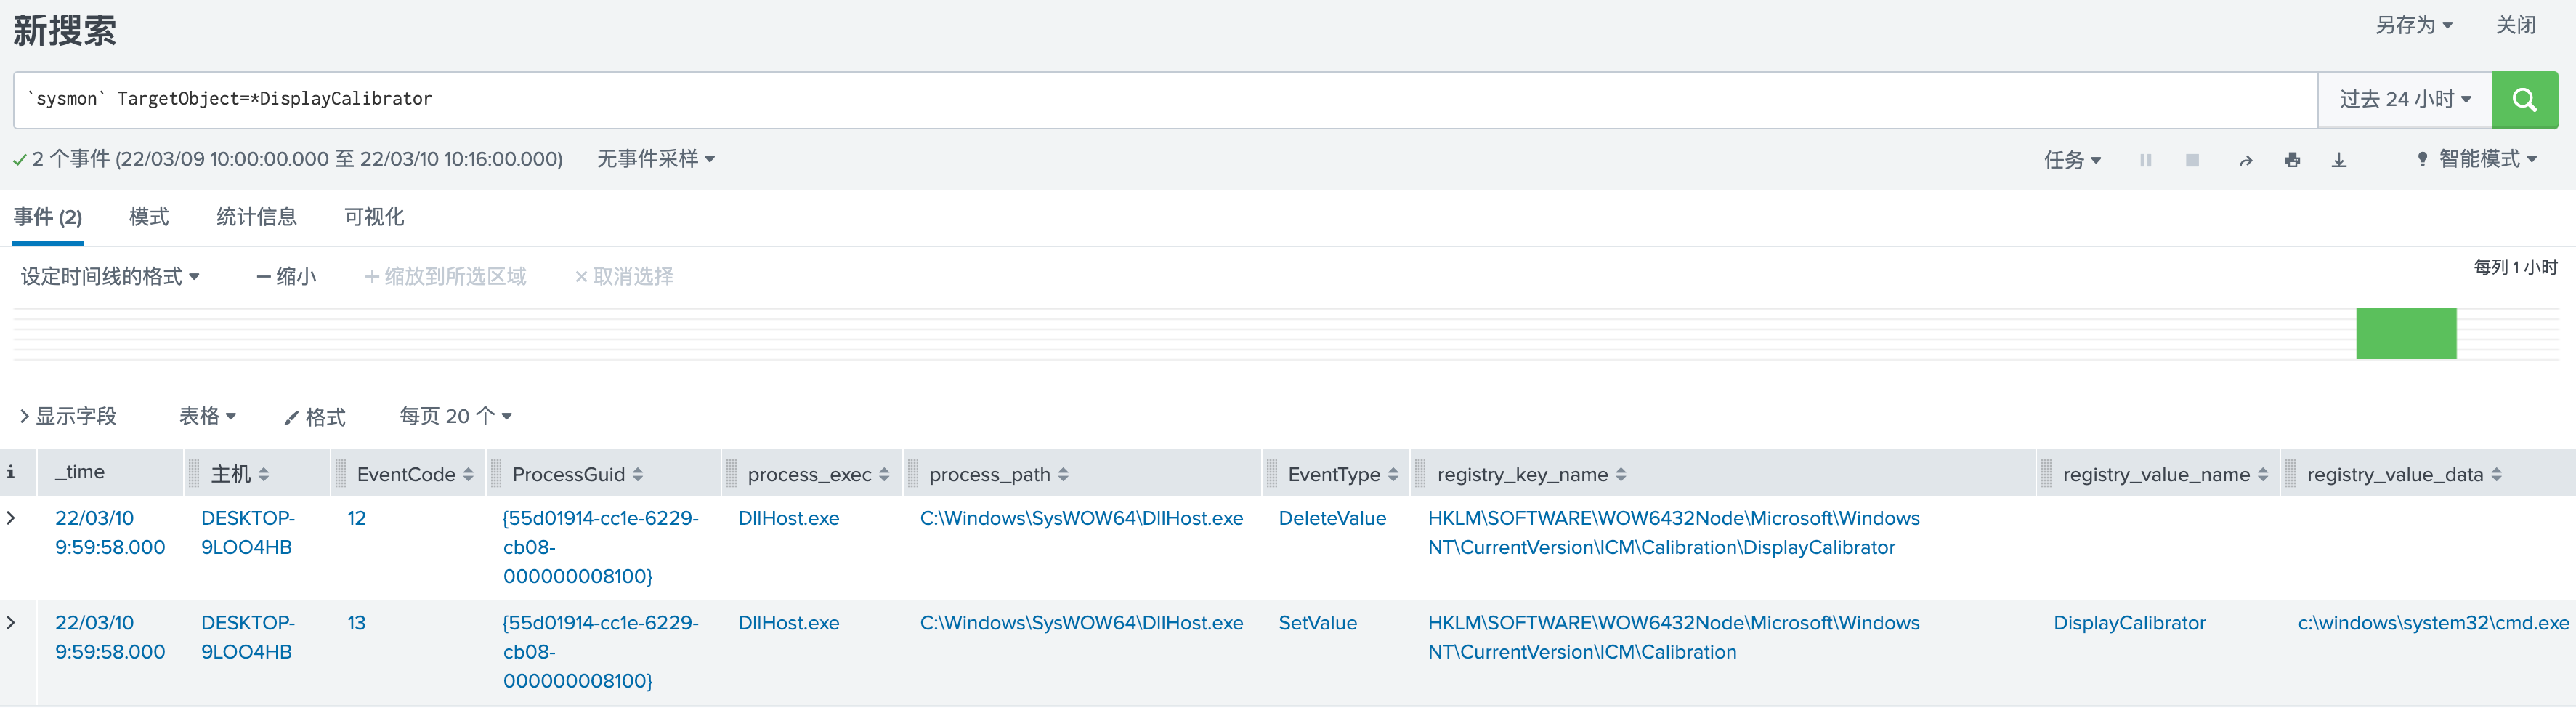 新搜索
另存为 关闭
`sysmon` TargetObject=*DisplayCalibrator
过去 24 小时
2 个事件 (22/03/09 10:00:00.000 至 22/03/10 10:16:00.000) 无事件采样
任务 智能模式
事件 (2) 模式 统计信息 可视化
设定时间线的格式 — 缩小 + 缩放到所选区域 × 取消选择
每列 1 小时
> 显示字段 表格 格式 每页 20 个
i _time 主机 EventCode ProcessGuid process_exec process_path EventType registry_key_name registry_value_name registry_value_data
> 22/03/10 DESKTOP- 12 {55d01914-cc1e-6229- DllHost.exe C:\Windows\SysWOW64\DllHost.exe DeleteValue HKLM\SOFTWARE\WOW6432Node\Microsoft\Windows
9:59:58.000 9LOO4HB cb08- NT\CurrentVersion\ICM\Calibration\DisplayCalibrator
000000008100}
> 22/03/10 DESKTOP- 13 {55d01914-cc1e-6229- DllHost.exe C:\Windows\SysWOW64\DllHost.exe SetValue HKLM\SOFTWARE\WOW6432Node\Microsoft\Windows DisplayCalibrator c:\windows\system32\cmd.exe
9:59:58.000 9LOO4HB cb08- NT\CurrentVersion\ICM\Calibration
000000008100}